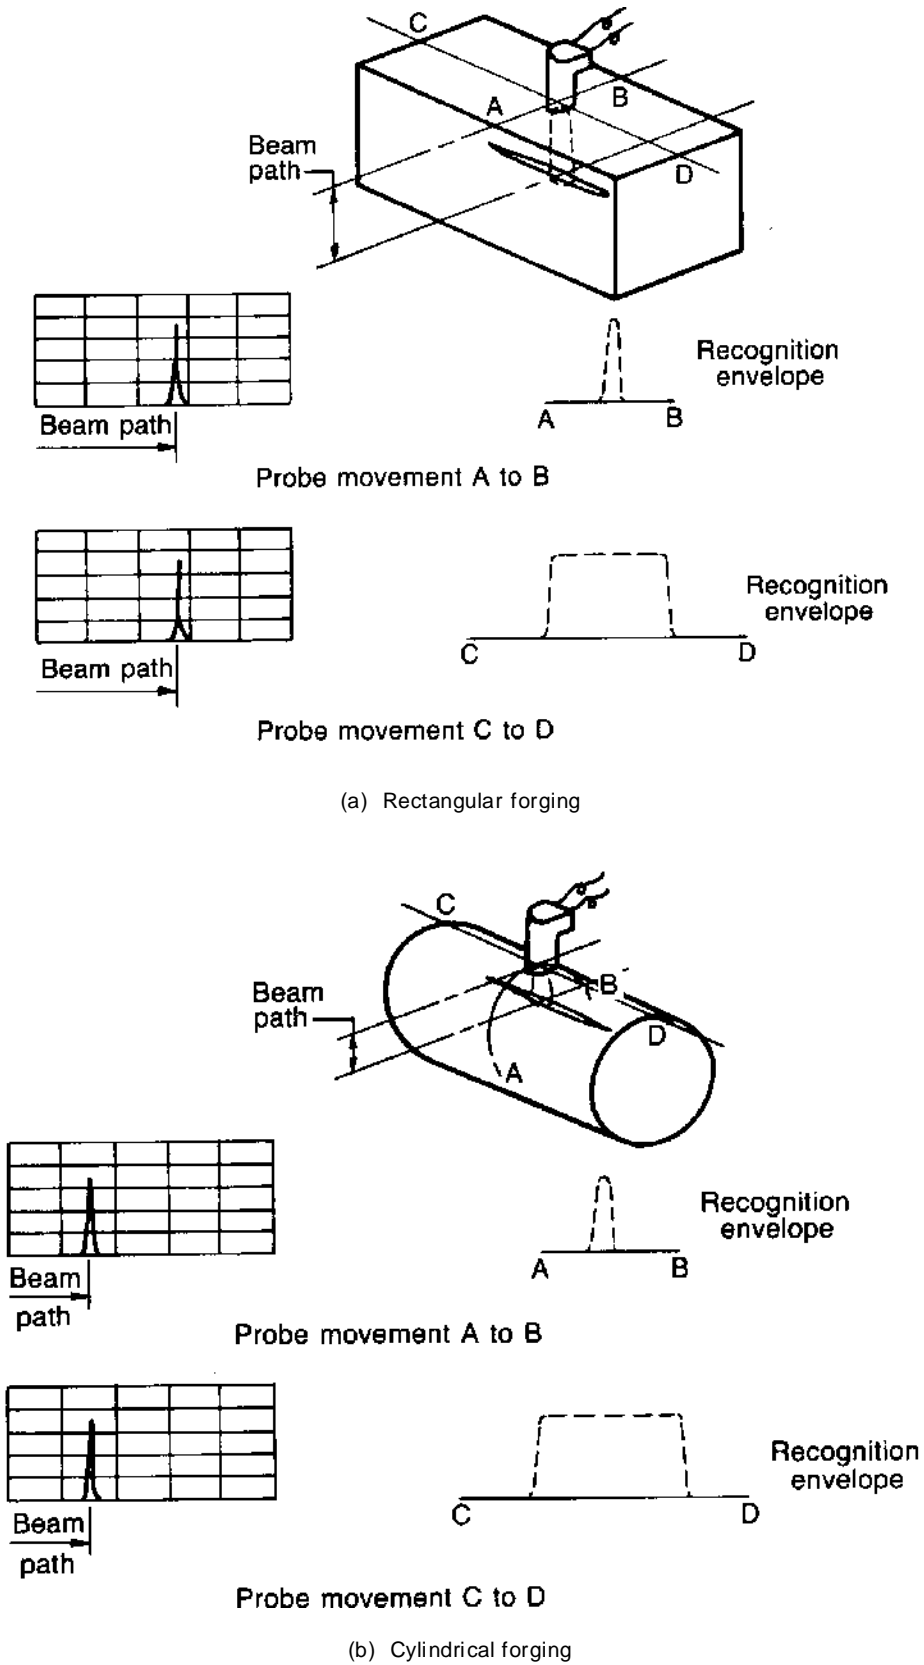 C
A
B
D
Beam
path
Beam path
A
B
Recognition
envelope
Probe movement A to B
Beam path
C
D
Recognition
envelope
Probe movement C to D
(a) Rectangular forging
C
B
D
A
Beam
path
Beam
path
A
B
Recognition
envelope
Probe movement A to B
Beam
path
C
D
Recognition
envelope
Probe movement C to D
(b) Cylindrical forging